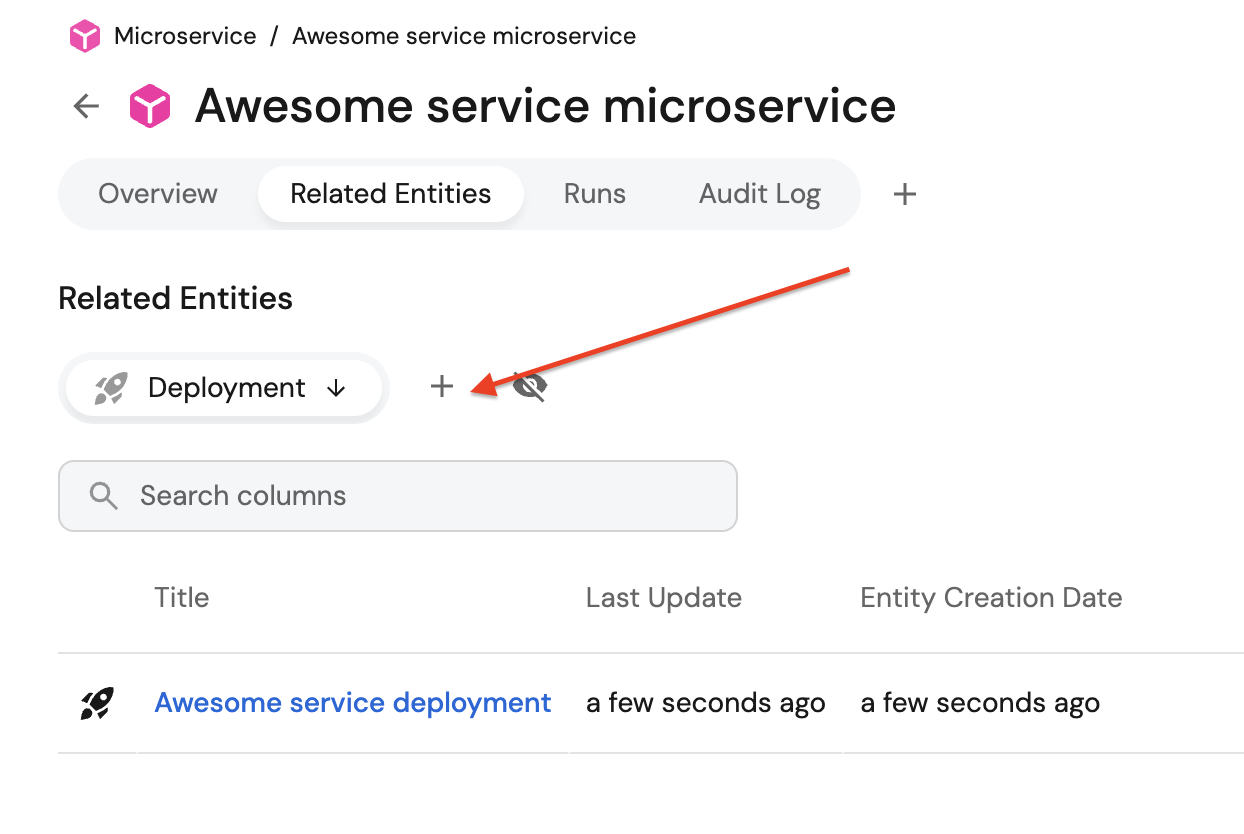 Microservice / Awesome service microservice
Awesome service microservice
Overview Related Entities Runs Audit Log +
Related Entities
Deployment ↓ +
Search columns
Title Last Update Entity Creation Date
Awesome service deployment a few seconds ago a few seconds ago